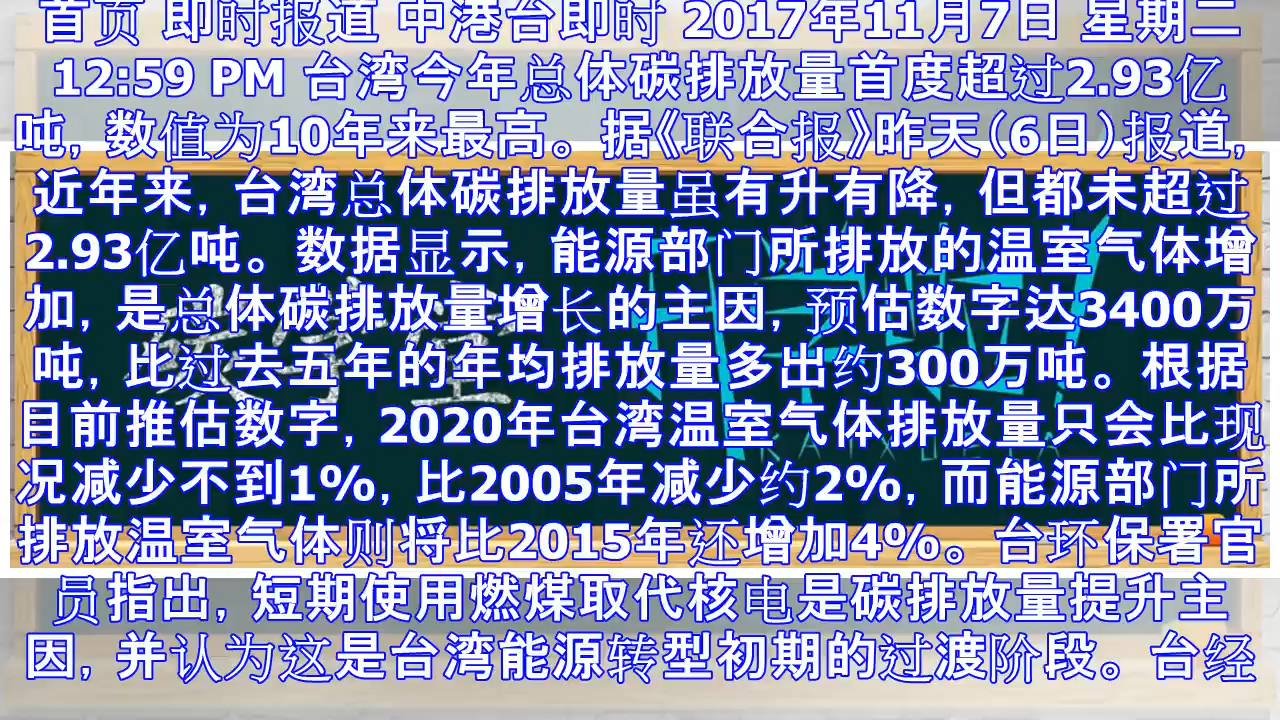 首页 即时报道 中港台即时 2017年11月7日 星期二
12:59 PM 台湾今年总体碳排放量首度超过2.93亿
吨, 数值为10年来最高。据《联合报》昨天(6日)报道,
近年来, 台湾总体碳排放量虽有升有降, 但都未超过
2.93亿吨。数据显示, 能源部门所排放的温室气体增
加, 是总体碳排放量增长的主因, 预估数字达3400万
吨, 比过去五年的年均排放量多出约300万吨。根据
目前推估数字, 2020年台湾温室气体排放量只会比现
况减少不到1%, 比2005年减少约2%, 而能源部门所
排放温室气体则将比2015年还增加4%。台环保署官
员指出, 短期使用燃煤取代核电是碳排放量提升主
因, 并认为这是台湾能源转型初期的过渡阶段。台经